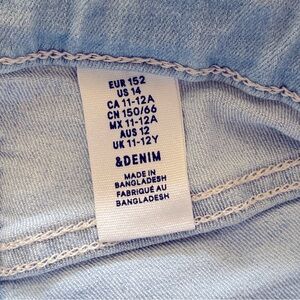 EUR 152
US 14
CA 11-12A
CN 150/66
MX 11-12A
AUS 12
UK 11-12Y
&DENIM
MADE IN
BANGLADESH
FABRIQUÉ AU
BANGLADESH